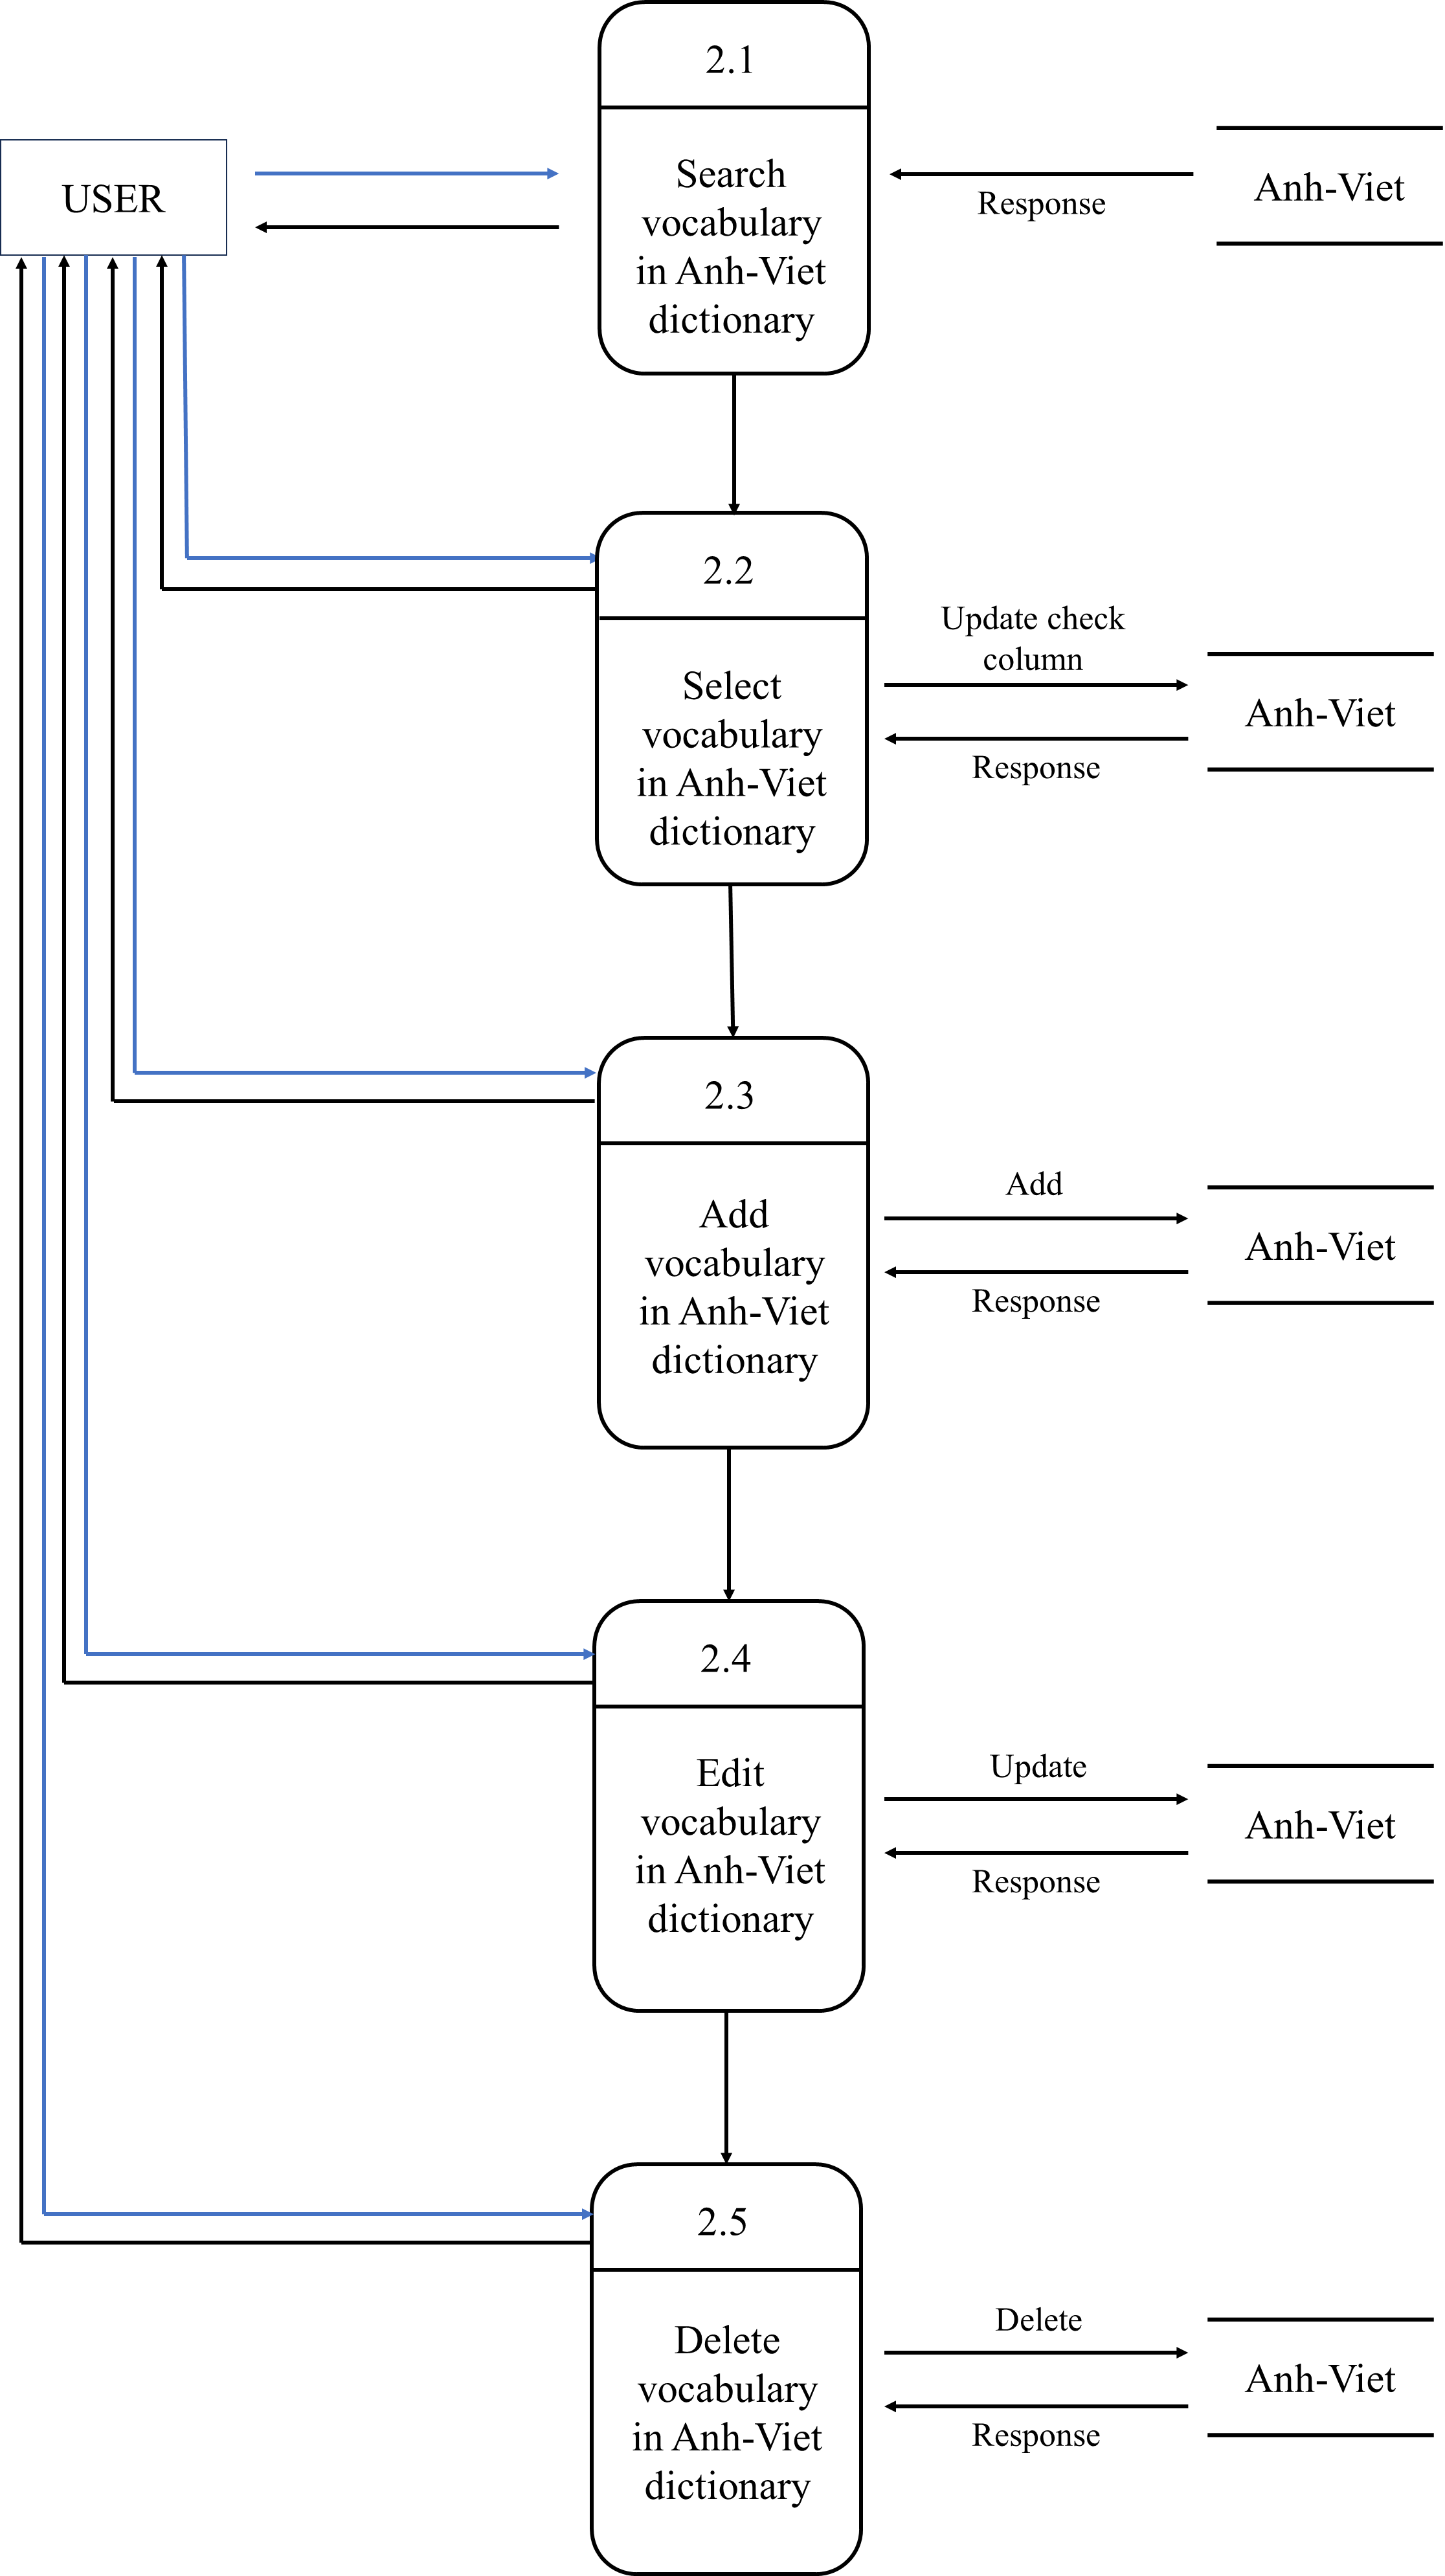 2.1
USER
Search
vocabulary
in Anh-Viet
dictionary
Response
Anh-Viet
2.2
Select
vocabulary
in Anh-Viet
dictionary
Update check
column
Response
Anh-Viet
2.3
Add
vocabulary
in Anh-Viet
dictionary
Add
Response
Anh-Viet
2.4
Edit
vocabulary
in Anh-Viet
dictionary
Update
Response
Anh-Viet
2.5
Delete
vocabulary
in Anh-Viet
dictionary
Delete
Response
Anh-Viet